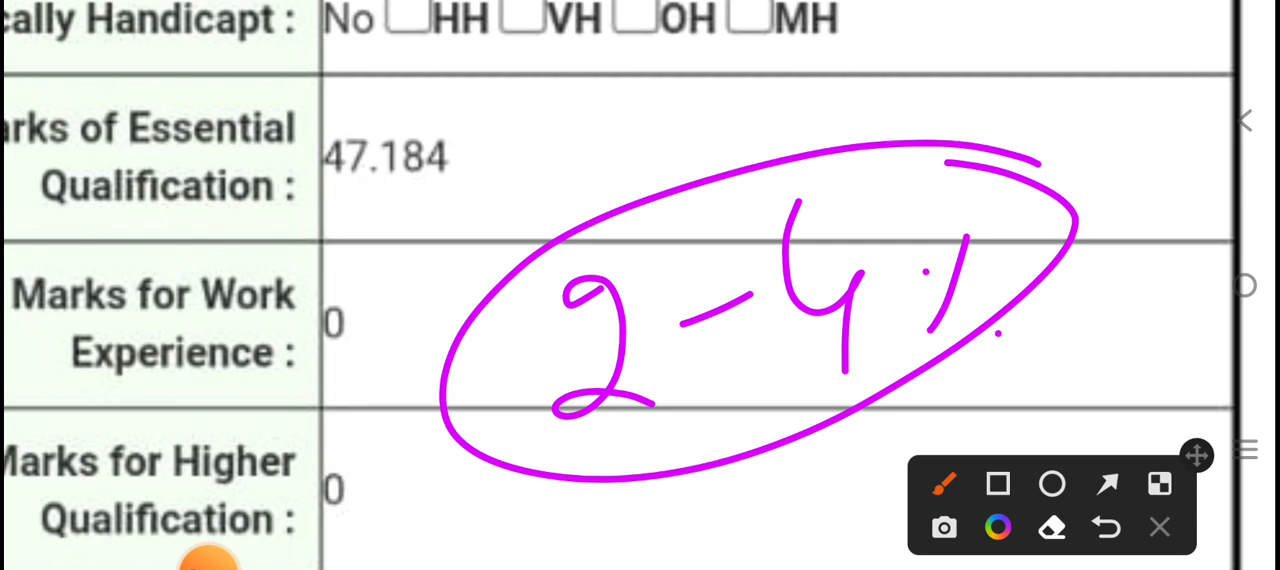 cally Handicapt : No HH VH OH MH
arks of Essential
Qualification : 47.184
Marks for Work
Experience : 0
2-4%
Marks for Higher
Qualification : 0